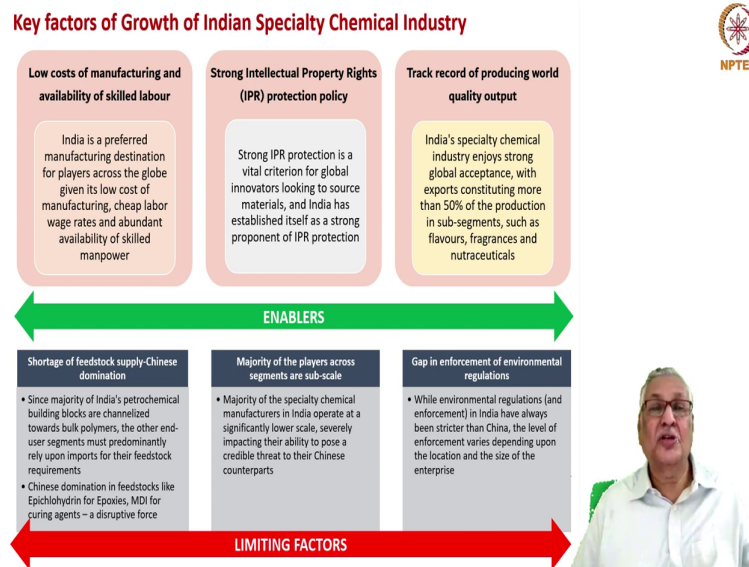 Key factors of Growth of Indian Specialty Chemical Industry
NPTE
Low costs of manufacturing and
availability of skilled labour
India is a preferred
manufacturing destination
for players across the globe
given its low cost of
manufacturing, cheap labor
wage rates and abundant
availability of skilled
manpower
Strong Intellectual Property Rights
(IPR) protection policy
Strong IPR protection is a
vital criterion for global
innovators looking to source
materials, and India has
established itself as a strong
proponent of IPR protection
Track record of producing world
quality output
India's specialty chemical
industry enjoys strong
global acceptance, with
exports constituting more
than 50% of the production
in sub-segments, such as
flavours, fragrances and
nutraceuticals
ENABLERS
Shortage of feedstock supply-Chinese
domination
• Since majority of India's petrochemical
building blocks are channelized
towards bulk polymers, the other end-
user segments must predominantly
rely upon imports for their feedstock
requirements
• Chinese domination in feedstocks like
Epichlohydrin for Epoxies, MDI for
curing agents – a disruptive force
Majority of the players across
segments are sub-scale
• Majority of the specialty chemical
manufacturers in India operate at a
significantly lower scale, severely
impacting their ability to pose a
credible threat to their Chinese
counterparts
Gap in enforcement of environmental
regulations
• While environmental regulations (and
enforcement) in India have always
been stricter than China, the level of
enforcement varies depending upon
the location and the size of the
enterprise
LIMITING FACTORS